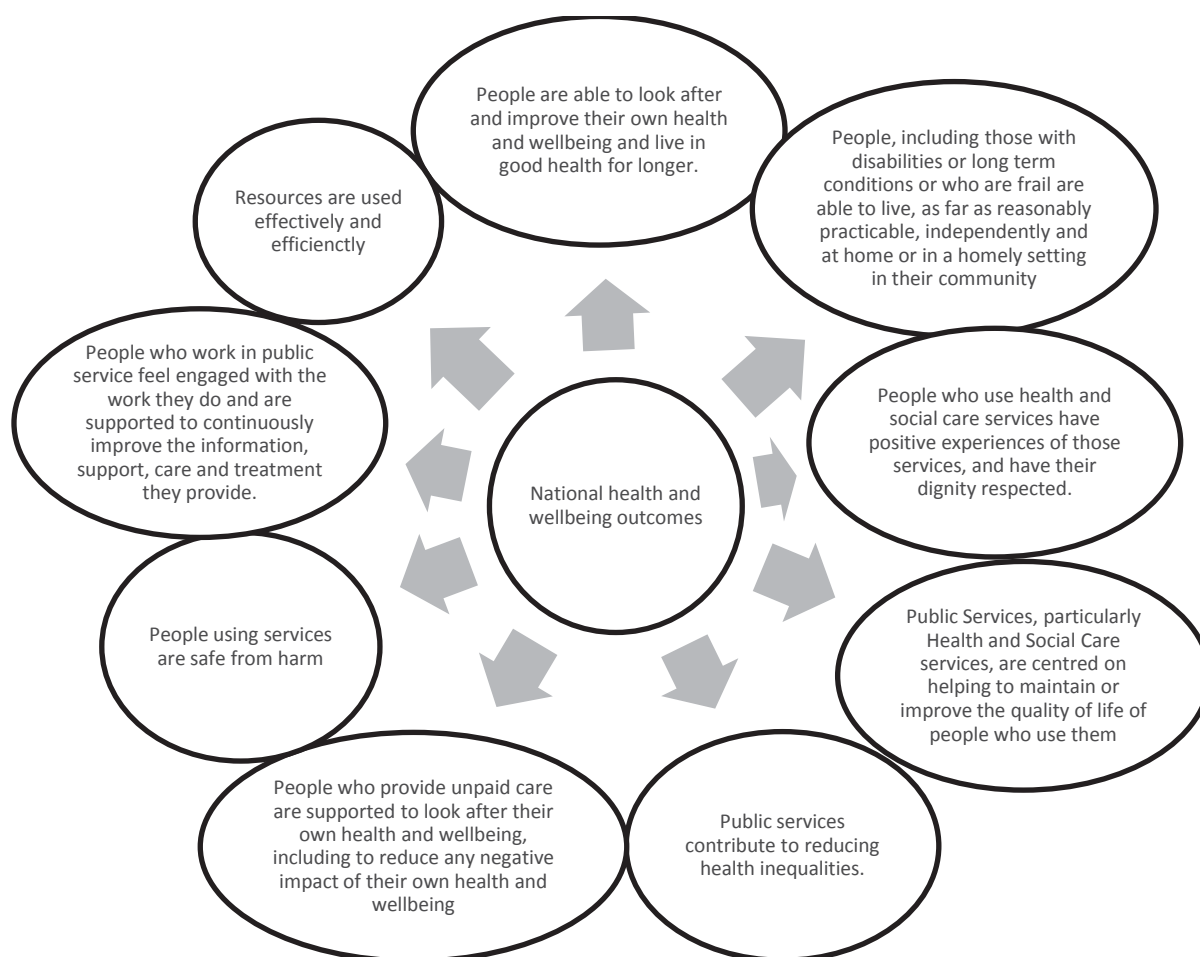 People are able to look after
and improve their own health
and wellbeing and live in
good health for longer.
People, including those with
disabilities or long term
conditions or who are frail are
able to live, as far as reasonably
practicable, independently and
at home or in a homely setting
in their community
People who use health and
social care services have
positive experiences of those
services, and have their
dignity respected.
Public Services, particularly
Health and Social Care
services, are centred on
helping to maintain or
improve the quality of life of
people who use them
Public services
contribute to reducing
health inequalities.
People who provide unpaid care
are supported to look after their
own health and wellbeing,
including to reduce any negative
impact of their own health and
wellbeing
People using services
are safe from harm
People who work in public
service feel engaged with the
work they do and are
supported to continuously
improve the information,
support, care and treatment
they provide.
Resources are used
effectively and
efficienctly
National health and
wellbeing outcomes